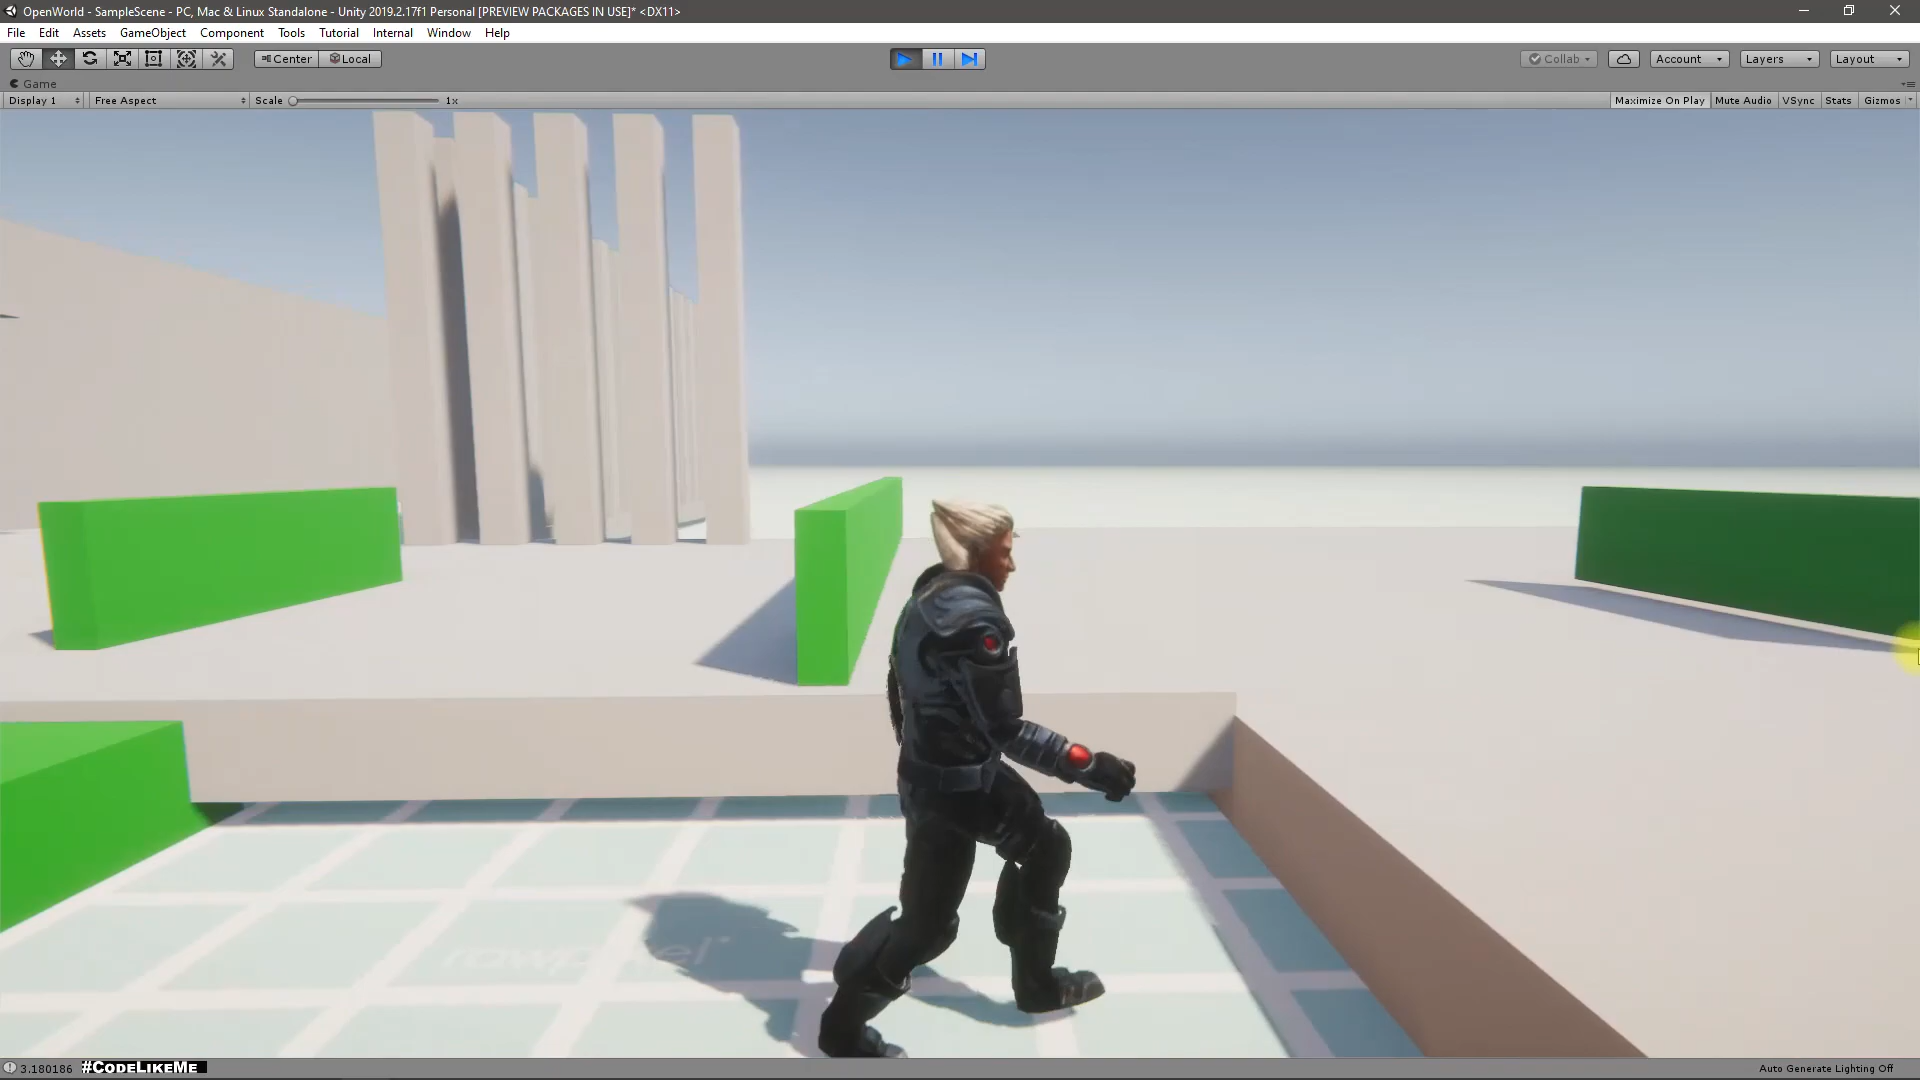 OpenWorld - SampleScene - PC, Mac & Linux Standalone - Unity 2019.2.17f1 Personal [PREVIEW PACKAGES IN USE]* <DX11>
File Edit Assets GameObject Component Tools Tutorial Internal Window Help
Center Local Collab Account Layers Layout
Game
Display 1 Free Aspect Scale 1x Maximize On Play Mute Audio VSync Stats Gizmos
rawpixel
3.180186 #CodeLikeMe Auto Generate Lighting Off